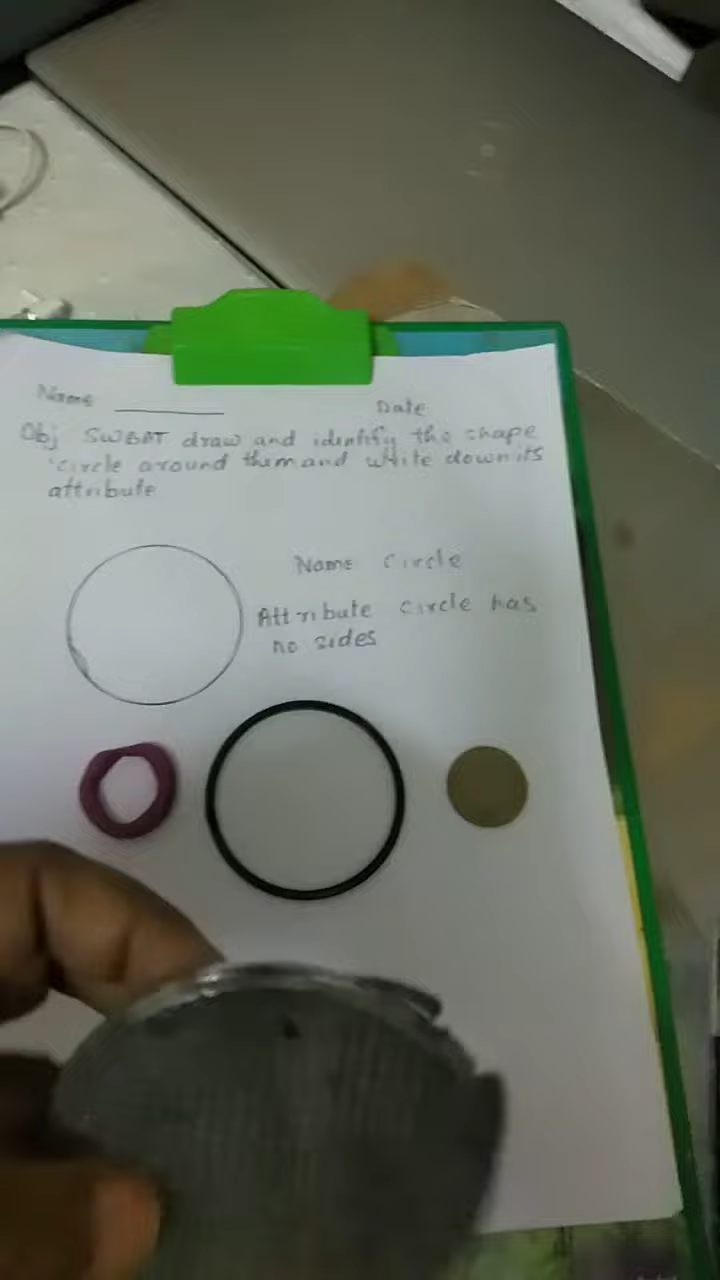 Name
Date
Obj SWBAT draw and identify the shape
'circle around them and write down its
attribute
Name Circle
Attribute Circle has
no sides